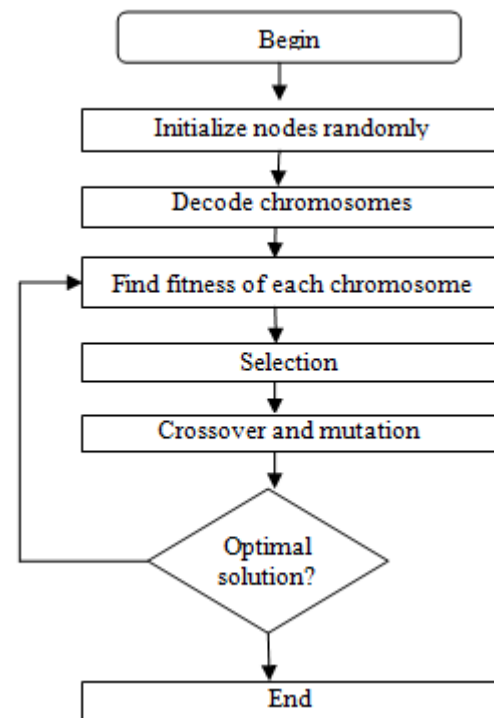 Begin
Initialize nodes randomly
Decode chromosomes
Find fitness of each chromosome
Selection
Crossover and mutation
Optimal
solution?
End